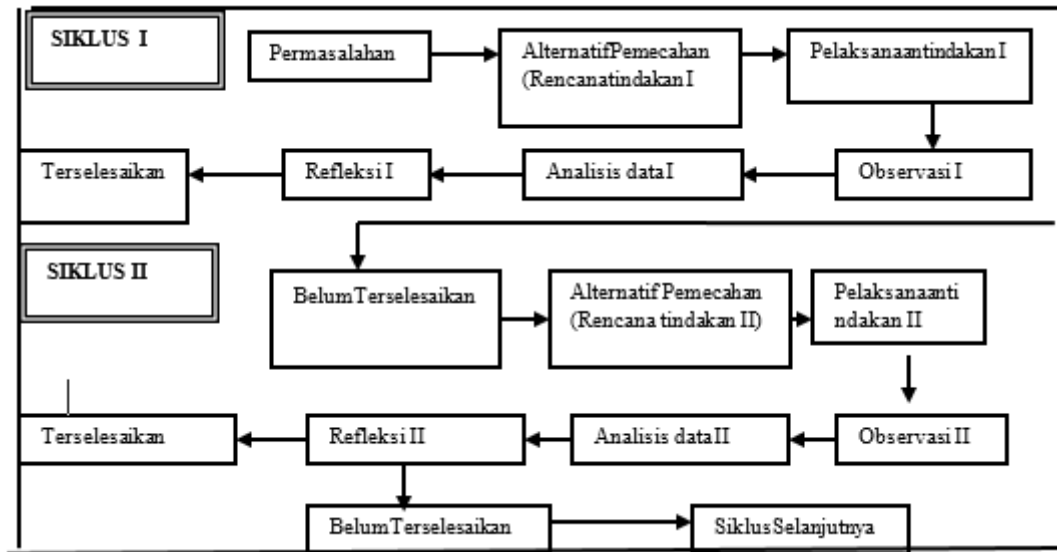 SIKLUS I
Permasalahan
AlternatifPemecahan
(Rencanatindakan I
Pelaksanaantindakan I
Terselesaikan
Refleksi I
Analisis data I
Observasi I
SIKLUS II
BelumTerselesaikan
Alternatif Pemecahan
(Rencana tindakan II)
Pelaksanaanti
ndakan II
Terselesaikan
Refleksi II
Analisis data II
Observasi II
BelumTerselesaikan
SiklusSelanjutnya